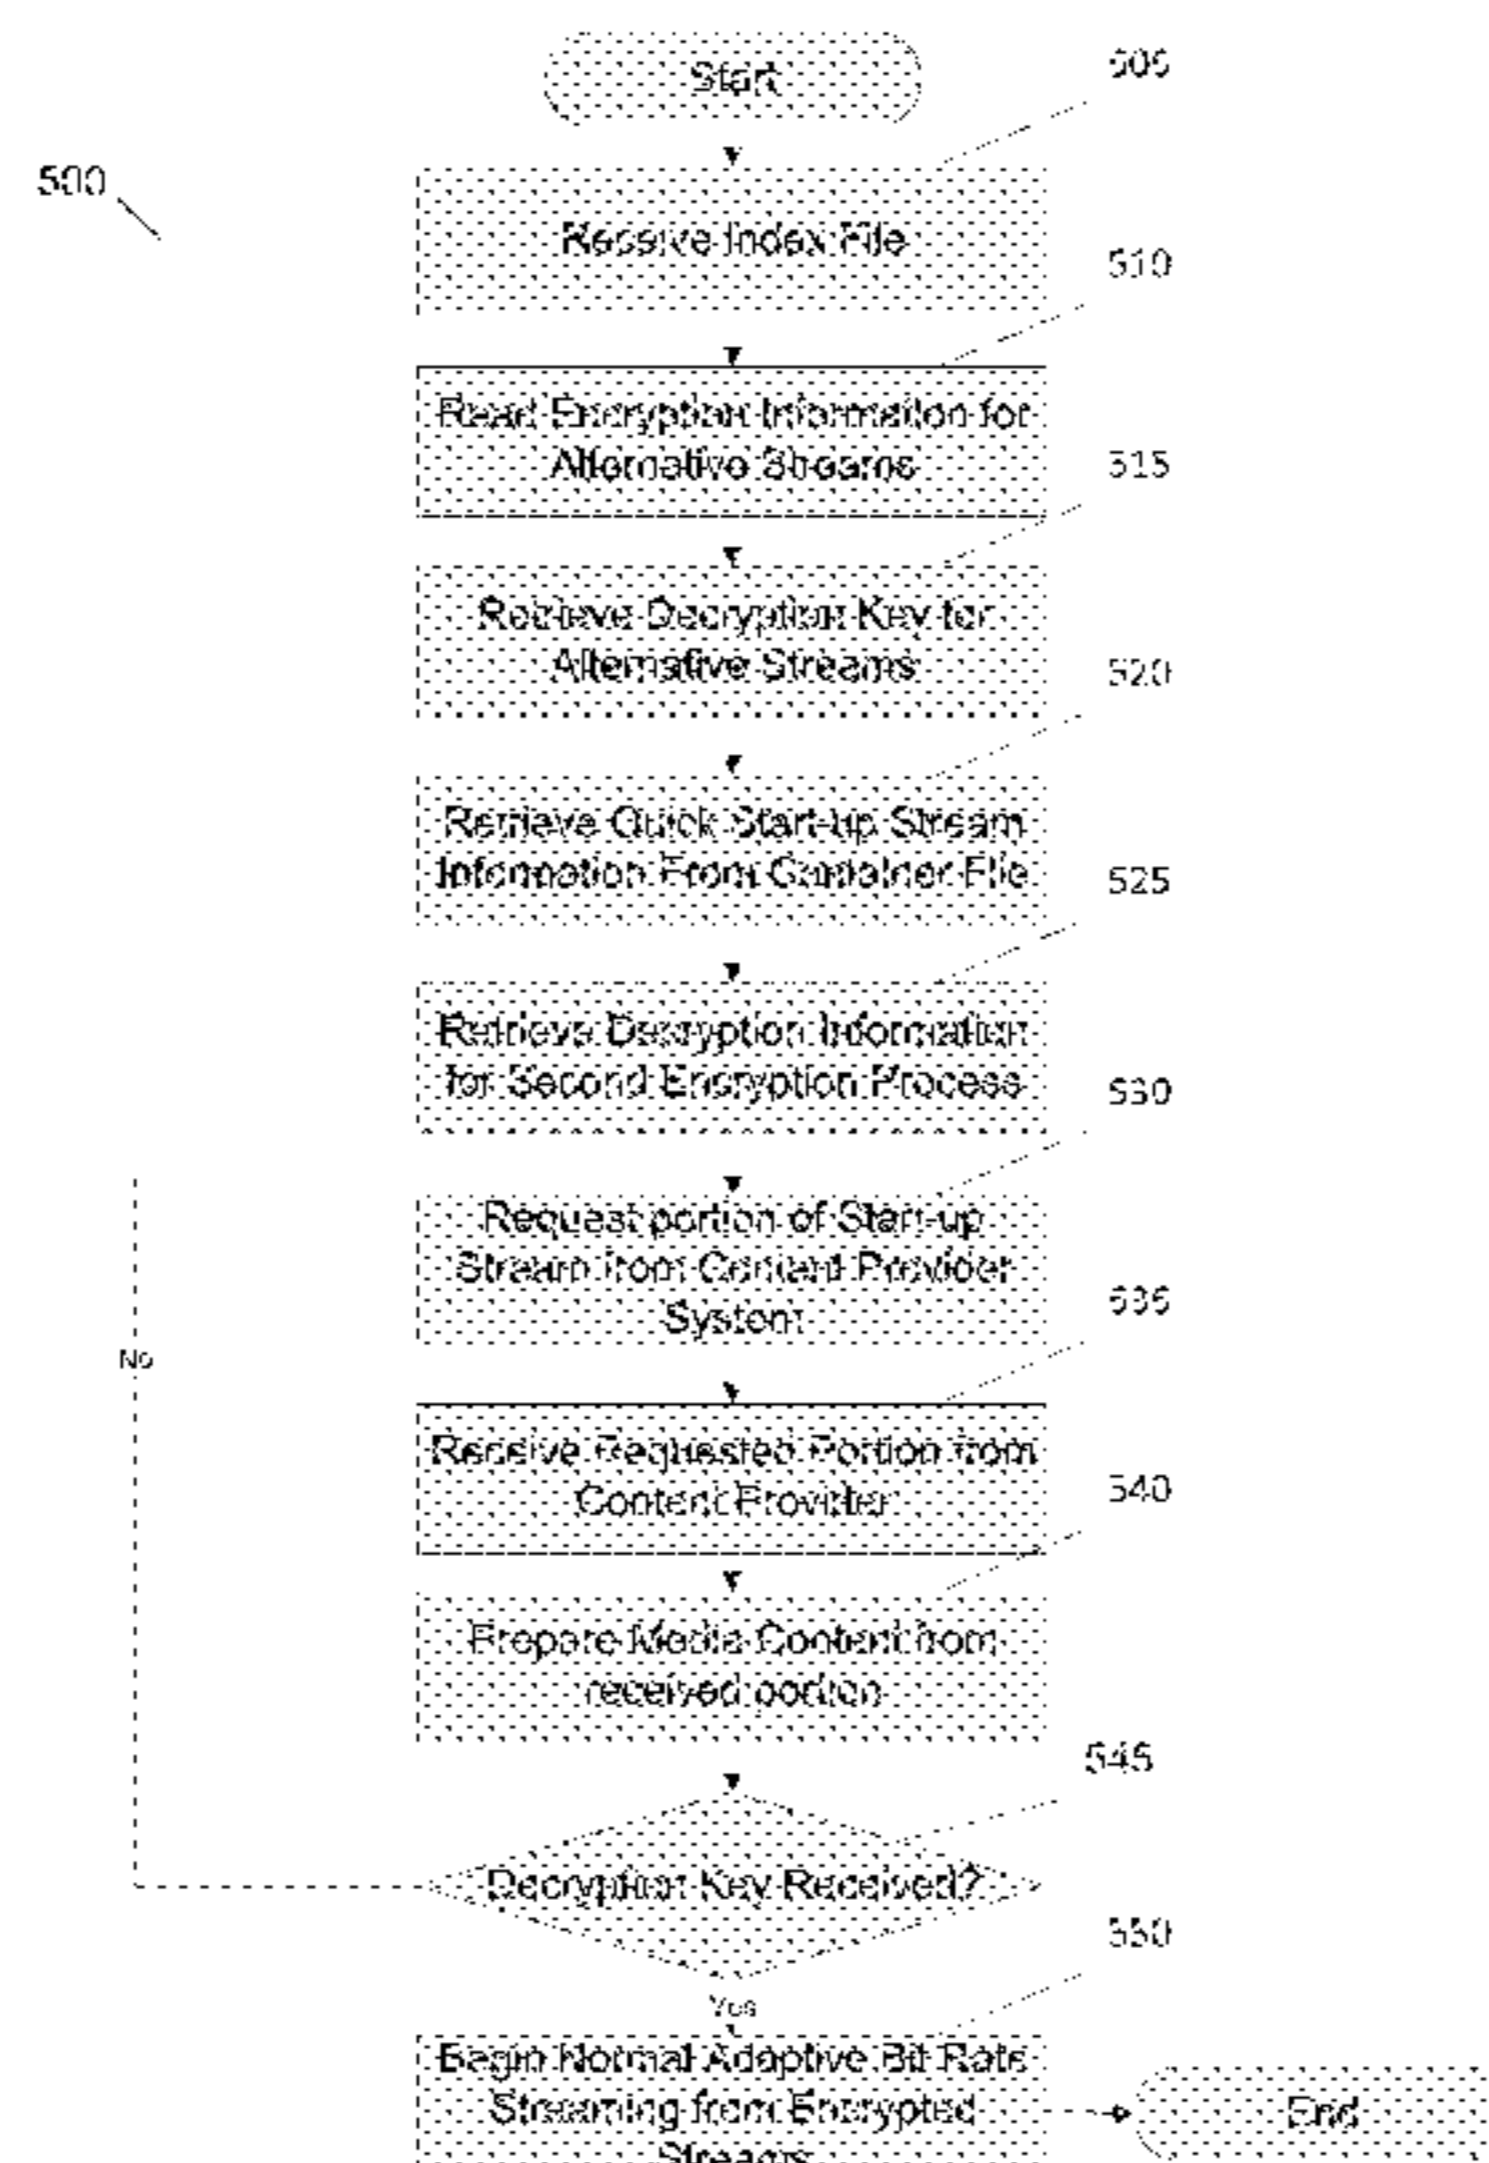 Start
505
500
Receive Index File
510
Read Encryption Information for
Alternative Streams
515
Retrieve Decryption Key for
Alternative Streams
520
Retrieve Quick Start-up Stream
Information From Container File
525
Retrieve Decryption Information
for Second Encryption Process
530
Request portion of Start-up
Stream from Content Provider
System
535
No
Receive Requested Portion from
Content Provider
540
Prepare Media Content from
received portion
545
Decryption Key Received?
550
Yes
Begin Normal Adaptive Bit Rate
Streaming from Encrypted
Streams
End